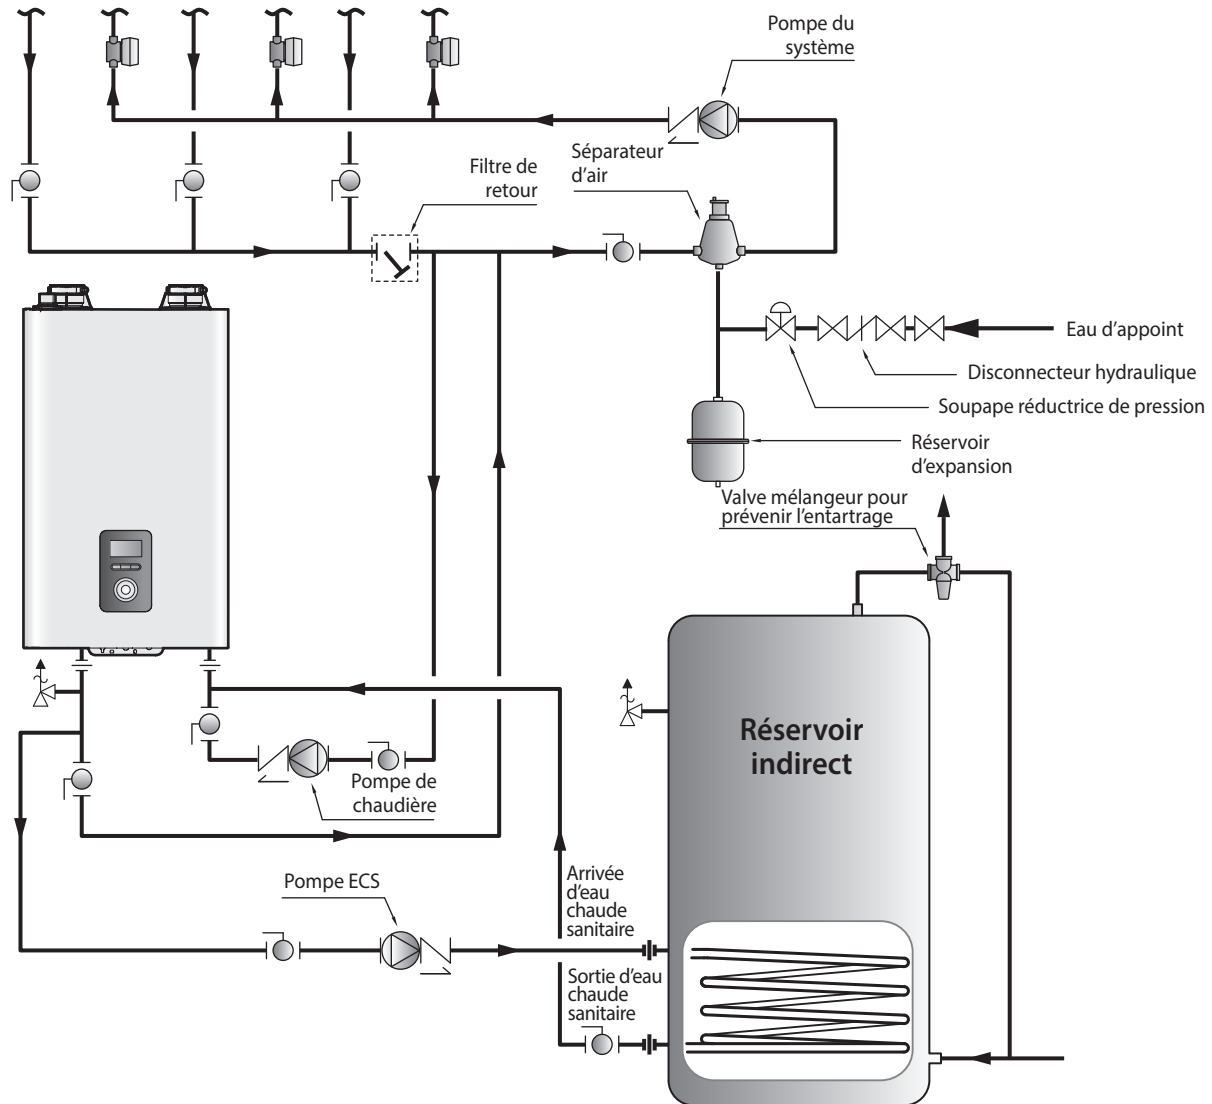 Pompe du
système
Séparateur
d'air
Filtre de
retour
Eau d'appoint
Disconnecteur hydraulique
Soupape réductrice de pression
Réservoir
d'expansion
Valve mélangeur pour
prévenir l'entartrage
Réservoir
indirect
Pompe de
chaudière
Pompe ECS
Arrivée
d'eau
chaude
sanitaire
Sortie d'eau
chaude
sanitaire